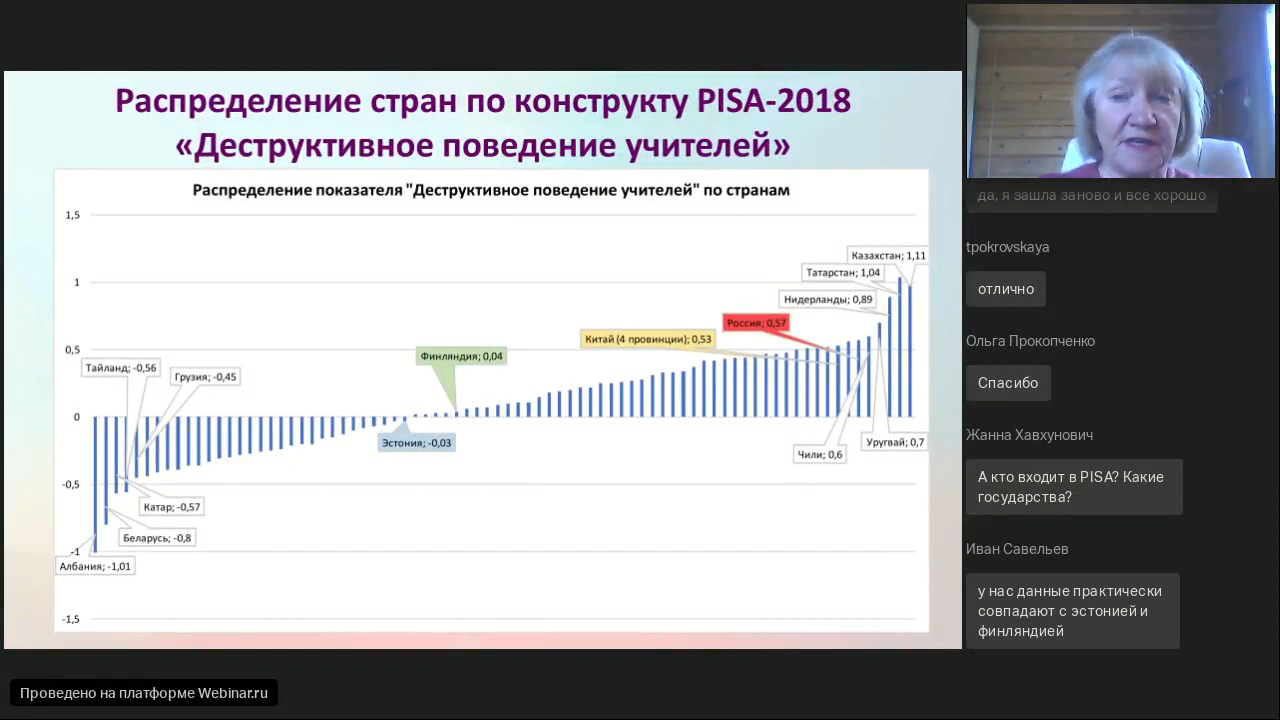 Распределение стран по конструкту PISA-2018
«Деструктивное поведение учителей»
Распределение показателя "Деструктивное поведение учителей" по странам
1,5
1
0,5
0
-0,5
-1
-1,5
Казахстан; 1,11
Татарстан; 1,04
Нидерланды; 0,89
Россия; 0,57
Китай (4 провинции); 0,53
Финляндия; 0,04
Тайланд; -0,56
Грузия; -0,45
Эстония; -0,03
Уругвай; 0,7
Чили; 0,6
Катар; -0,57
Беларусь; -0,8
Албания; -1,01
да, я зашла заново и всё хорошо
tpokrovskaya
отлично
Ольга Прокопченко
Спасибо
Жанна Хавхунович
А кто входит в PISA? Какие
государства?
Иван Савельев
у нас данные практически
совпадают с эстонией и
финляндией
Проведено на платформе Webinar.ru